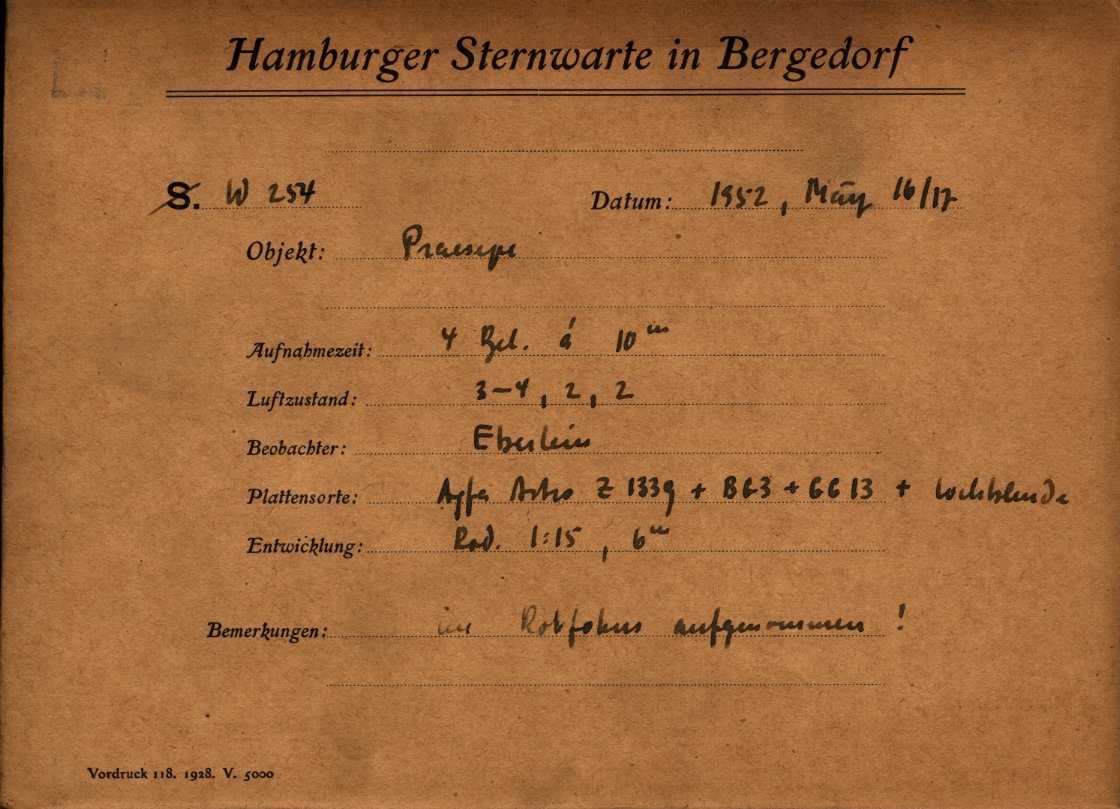 Hamburger Sternwarte in Bergedorf
S. W 254 Datum: 1952, März 16/17
Objekt: Praesepe
Aufnahmezeit: 4 Bel. á 10ᵐ
Luftzustand: 3–4, 2, 2
Beobachter: Eberlein
Plattensorte: Agfa Astro Z 1339 + BG3 + GG13 + Lochblende
Entwicklung: Rod. 1:15, 6ᵐ
Bemerkungen: im Rotfokus aufgenommen!
Vordruck 118. 1928. V. 5000